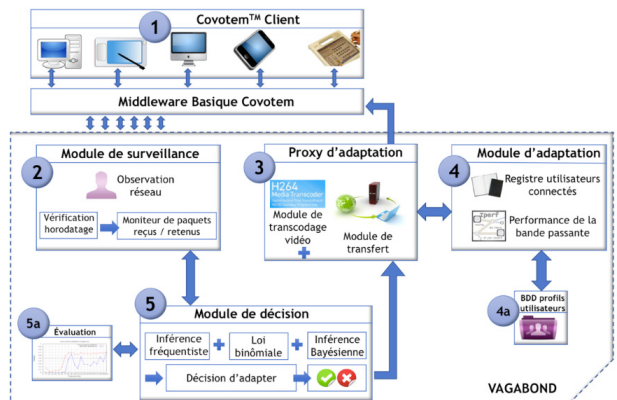 1
Covotem™ Client
Middleware Basique Covotem
2
Module de surveillance
Observation
réseau
Vérification
horodatage
Moniteur de paquets
reçus / retenus
3
Proxy d'adaptation
H264
Media Transcoder
Module de
transcodage
vidéo
Module de
transfert
4
Module d'adaptation
Registre utilisateurs
connectés
Performance de la
bande passante
4a
BDD profils
utilisateurs
5a
Évaluation
5
Module de décision
Inférence
fréquentiste
Loi
binômiale
Inférence
Bayésienne
Décision d'adapter
VAGABOND